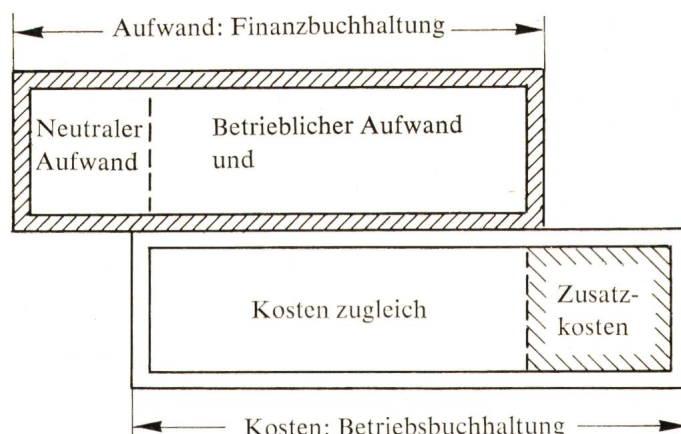 Aufwand: Finanzbuchhaltung
Neutraler
Aufwand
Betrieblicher Aufwand
und
Kosten zugleich
Zusatz-
kosten
Kosten: Betriebsbuchhaltung